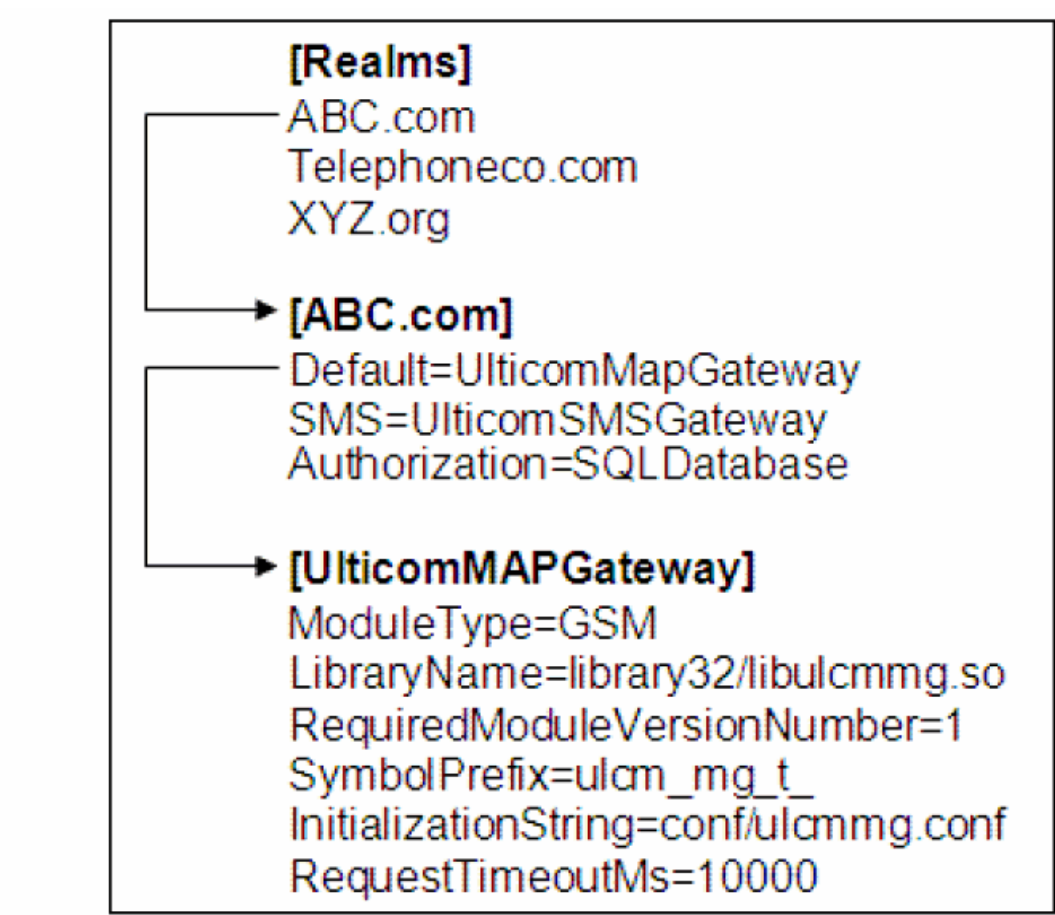 [Realms]
ABC.com
Telephoneco.com
XYZ.org
[ABC.com]
Default=UlticomMapGateway
SMS=UlticomSMSGateway
Authorization=SQLDatabase
[UlticomMAPGateway]
ModuleType=GSM
LibraryName=library32/libulcmmg.so
RequiredModuleVersionNumber=1
SymbolPrefix=ulcm_mg_t_
InitializationString=conf/ulcmmg.conf
RequestTimeoutMs=10000